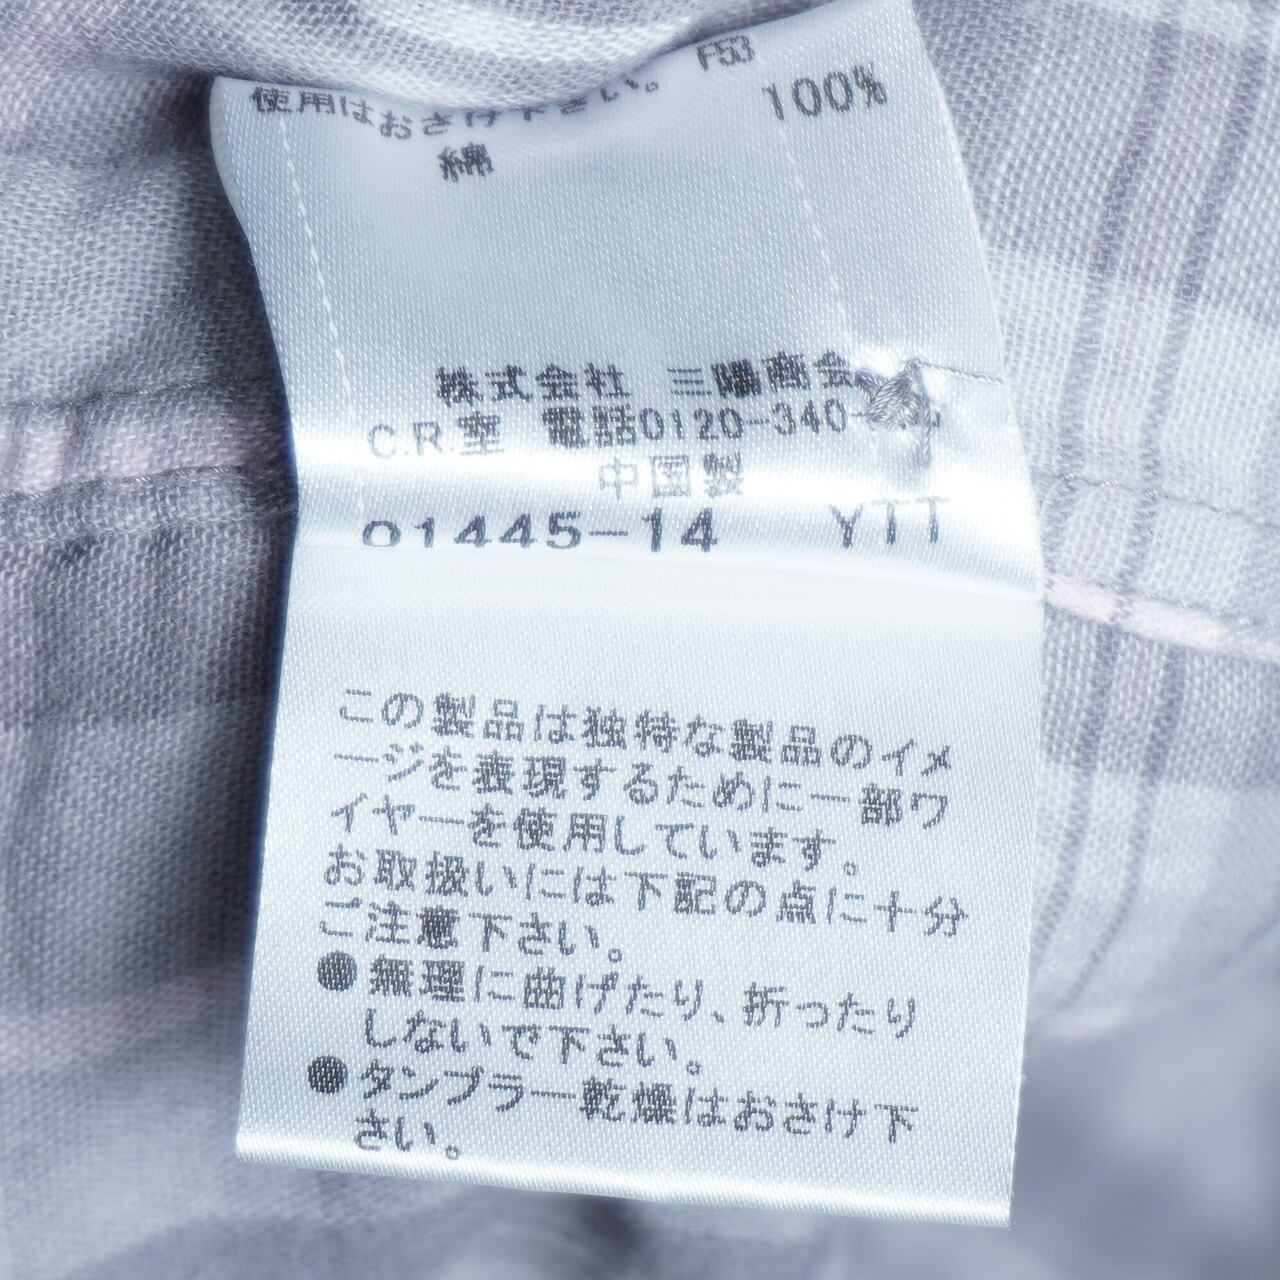 使用はおさけ下さい。 F53
綿 100%
株式会社 三陽商会
C.R.室 電話0120-340-
中国製
01445-14 YTT
この製品は独特な製品のイメ
ージを表現するために一部ワ
イヤーを使用しています。
お取扱いには下記の点に十分
ご注意下さい。
●無理に曲げたり、折ったり
しないで下さい。
●タンブラー乾燥はおさけ下
さい。